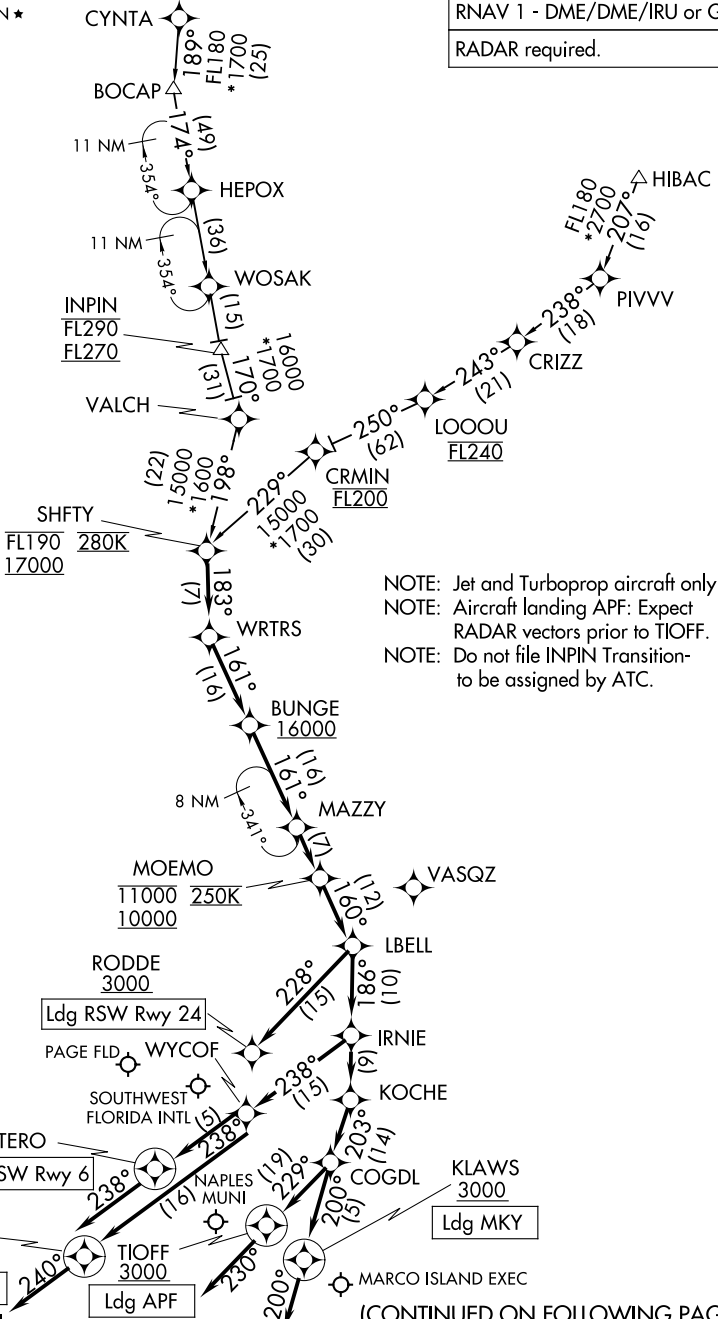 N ★
RNAV 1 - DME/DME/IRU or G
RADAR required.
CYNTA
189°
FL180
*1700
(25)
BOCAP
(49)
174°
11 NM
354°
HEPOX
(36)
11 NM
354°
WOSAK
(15)
INPIN
FL290
FL270
16000
*1700
170°
(31)
VALCH
HIBAC
FL180
*2700
207°
(16)
PIVVV
238°
(18)
CRIZZ
243°
(21)
LOOOU
FL240
250°
(62)
CRMIN
FL200
229°
15000
*1700
(30)
(22)
15000
*1600
198°
SHFTY
FL190 280K
17000
183°
(7)
WRTRS
NOTE: Jet and Turboprop aircraft only
NOTE: Aircraft landing APF: Expect
RADAR vectors prior to TIOFF.
NOTE: Do not file INPIN Transition-
to be assigned by ATC.
161°
(16)
BUNGE
16000
(16)
161°
8 NM
341°
MAZZY
(7)
MOEMO
11000 250K
10000
(12)
160°
VASQZ
LBELL
RODDE
3000
Ldg RSW Rwy 24
228°
(15)
186°
(10)
IRNIE
PAGE FLD
WYCOF
SOUTHWEST
FLORIDA INTL
238°
(15)
(9)
KOCHE
(5)
238°
203°
(14)
TERO
SW Rwy 6
238°
(16)
NAPLES
MUNI
(19)
229°
COGDL
200°
(5)
KLAWS
3000
Ldg MKY
240°
TIOFF
3000
Ldg APF
230°
200°
MARCO ISLAND EXEC
(CONTINUED ON FOLLOWING PAG